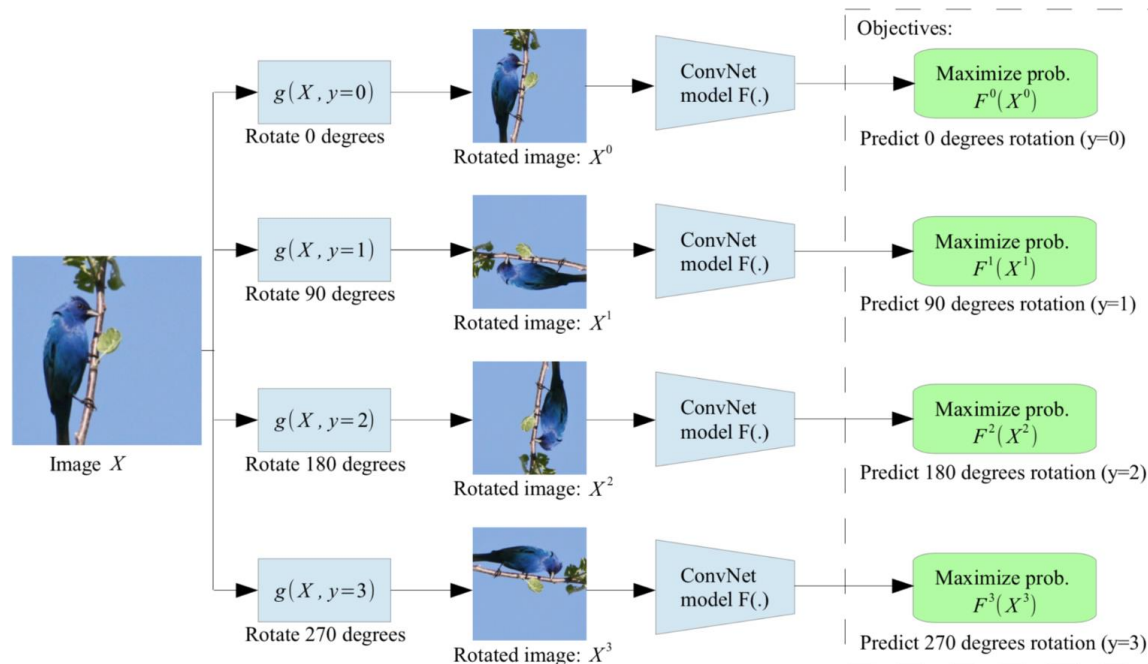 Objectives:
g(X, y=0)
Rotate 0 degrees
Rotated image: X⁰
ConvNet
model F(.)
Maximize prob.
F⁰(X⁰)
Predict 0 degrees rotation (y=0)
g(X, y=1)
Rotate 90 degrees
Rotated image: X¹
ConvNet
model F(.)
Maximize prob.
F¹(X¹)
Predict 90 degrees rotation (y=1)
Image X
g(X, y=2)
Rotate 180 degrees
Rotated image: X²
ConvNet
model F(.)
Maximize prob.
F²(X²)
Predict 180 degrees rotation (y=2)
g(X, y=3)
Rotate 270 degrees
Rotated image: X³
ConvNet
model F(.)
Maximize prob.
F³(X³)
Predict 270 degrees rotation (y=3)